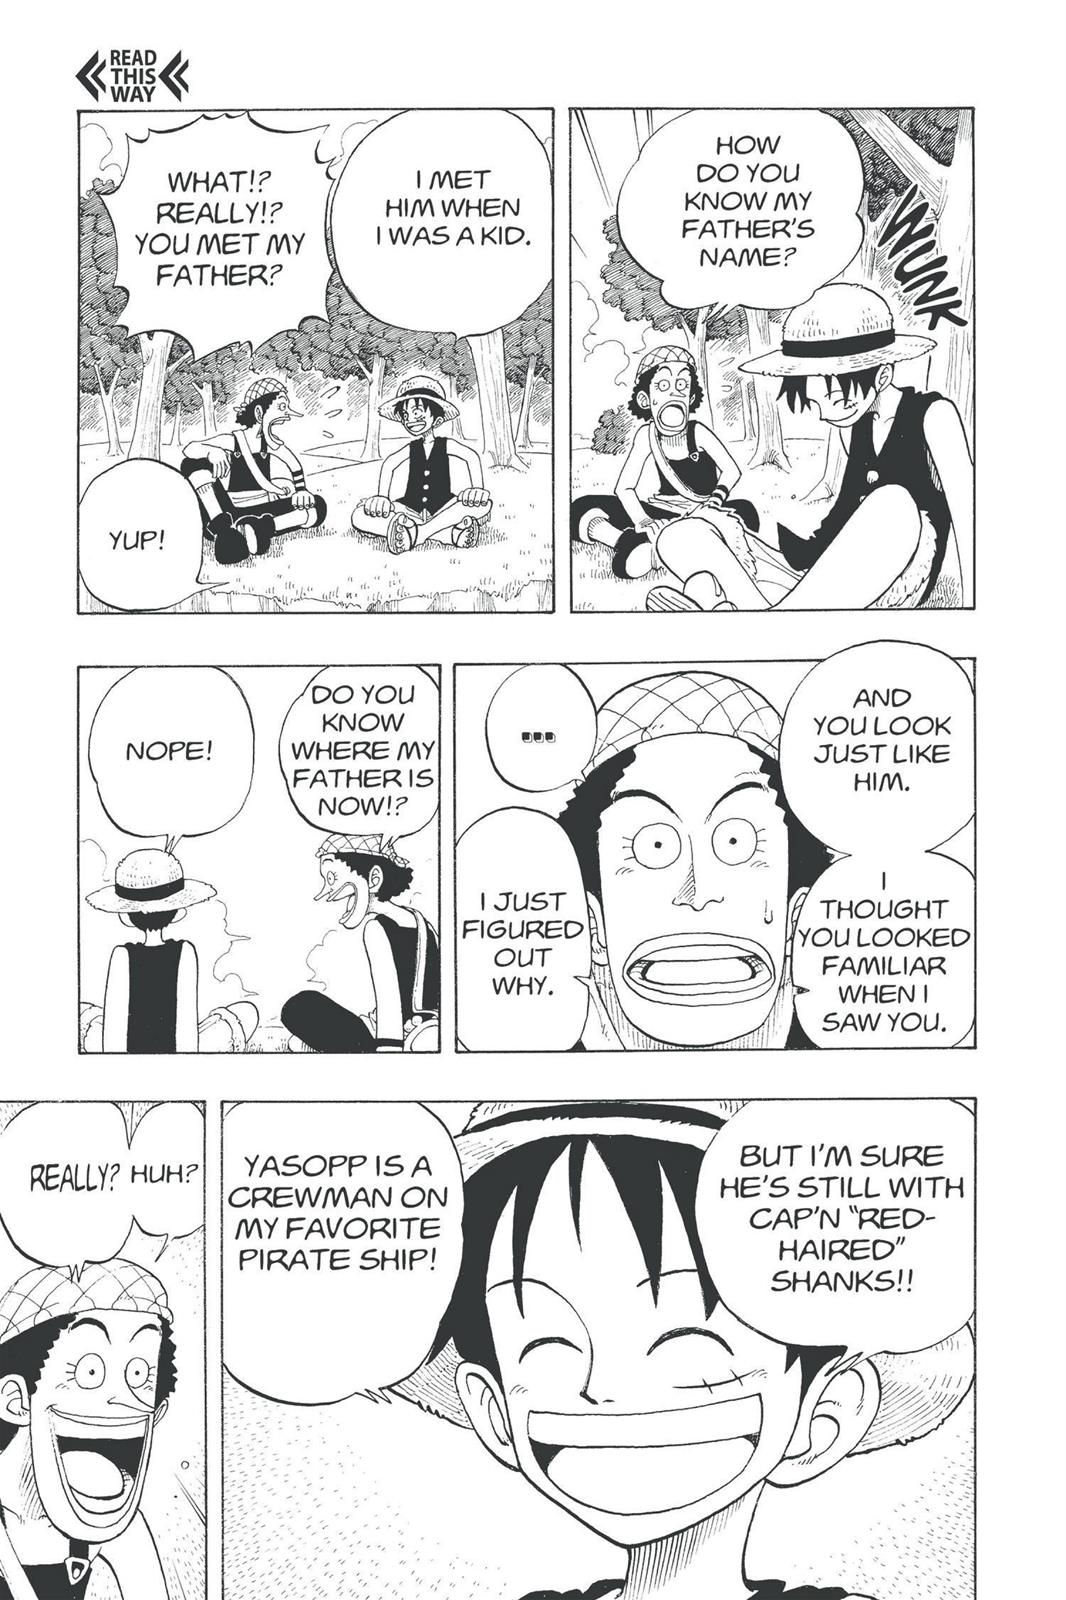 READ
THIS
WAY
HOW
DO YOU
KNOW MY
FATHER'S
NAME?
WUNK
I MET
HIM WHEN
I WAS A KID.
WHAT!?
REALLY!?
YOU MET MY
FATHER?
YUP!
AND
YOU LOOK
JUST LIKE
HIM.
I
THOUGHT
YOU LOOKED
FAMILIAR
WHEN I
SAW YOU.
...
I JUST
FIGURED
OUT
WHY.
DO YOU
KNOW
WHERE MY
FATHER IS
NOW!?
NOPE!
BUT I'M SURE
HE'S STILL WITH
CAP'N "RED-
HAIRED"
SHANKS!!
YASOPP IS A
CREWMAN ON
MY FAVORITE
PIRATE SHIP!
HUH?
REALLY?